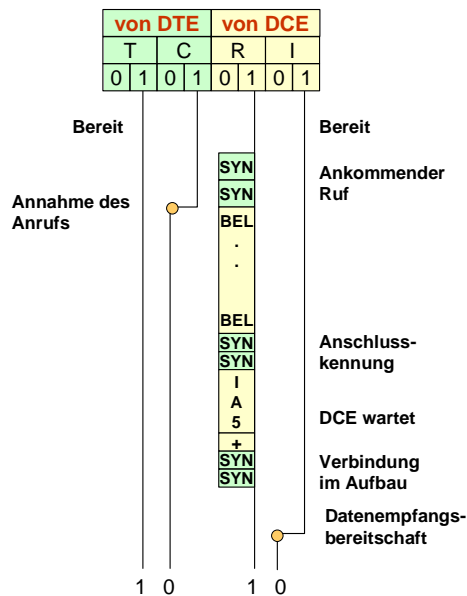 von DTE von DCE
T C R I
0 1 0 1 0 1 0 1
Bereit Bereit
SYN
Ankommender
SYN
Ruf
Annahme des
Anrufs
BEL
.
.
BEL
SYN
Anschluss-
SYN
kennung
I
A
5
DCE wartet
+
SYN
Verbindung
SYN
im Aufbau
Datenempfangs-
bereitschaft
1 0 1 0